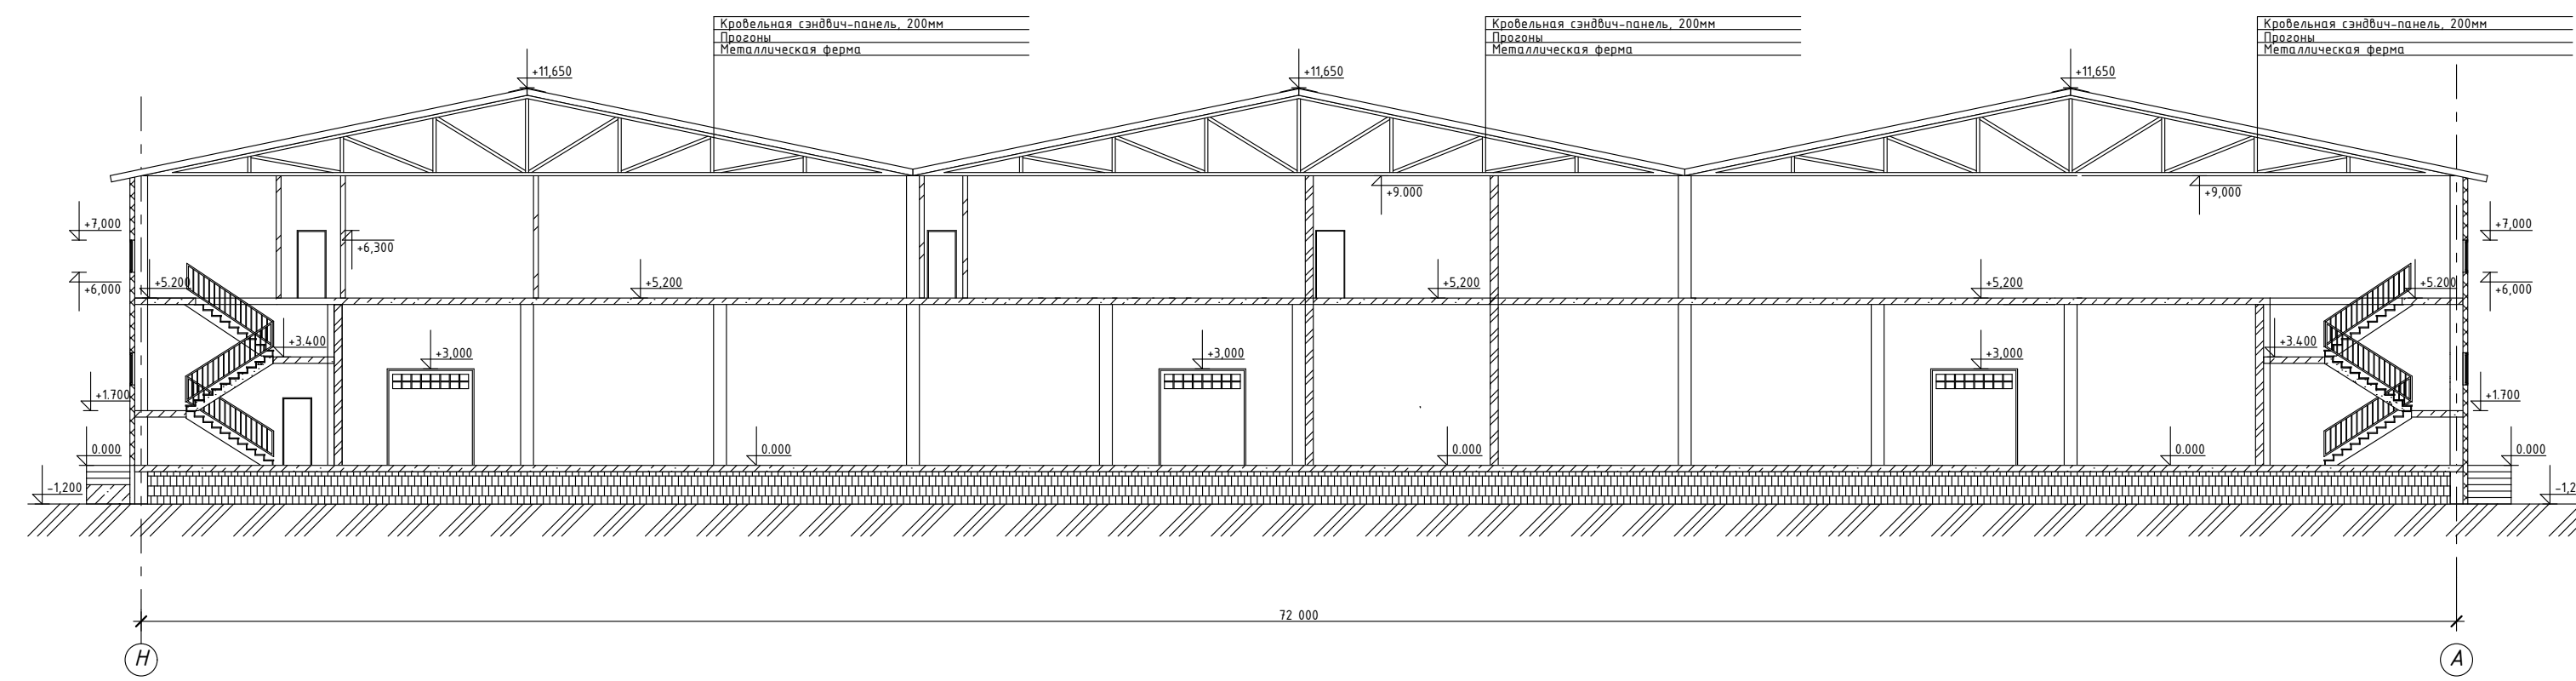 Кровельная сэндвич-панель, 200мм
Прогоны
Металлическая ферма
Кровельная сэндвич-панель, 200мм
Прогоны
Металлическая ферма
Кровельная сэндвич-панель, 200мм
Прогоны
Металлическая ферма
+11,650
+11,650
+11,650
+9.000
+9,000
+7,000
+7,000
+6,300
+6,000
+5.200
+5,200
+5,200
+5,200
+5.200
+6,000
+3.400
+3,000
+3,000
+3,000
+3.400
+1.700
+1.700
0.000
0.000
0.000
0.000
0.000
-1,200
-1,2
72 000
Н
А